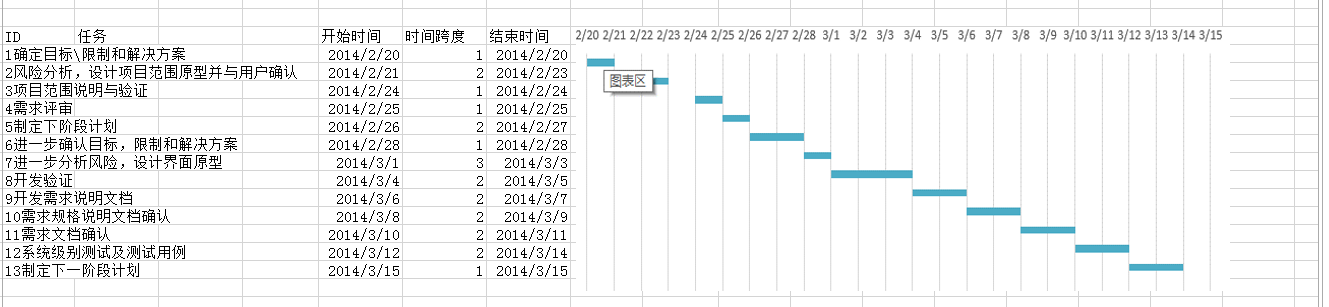 ID 任务 开始时间 时间跨度 结束时间 2/20 2/21 2/22 2/23 2/24 2/25 2/26 2/27 2/28 3/1 3/2 3/3 3/4 3/5 3/6 3/7 3/8 3/9 3/10 3/11 3/12 3/13 3/14 3/15
1确定目标\限制和解决方案 2014/2/20 1 2014/2/20
2风险分析，设计项目范围原型并与用户确认 2014/2/21 2 2014/2/23
图表区
3项目范围说明与验证 2014/2/24 1 2014/2/24
4需求评审 2014/2/25 1 2014/2/25
5制定下阶段计划 2014/2/26 2 2014/2/27
6进一步确认目标，限制和解决方案 2014/2/28 1 2014/2/28
7进一步分析风险，设计界面原型 2014/3/1 3 2014/3/3
8开发验证 2014/3/4 2 2014/3/5
9开发需求说明文档 2014/3/6 2 2014/3/7
10需求规格说明文档确认 2014/3/8 2 2014/3/9
11需求文档确认 2014/3/10 2 2014/3/11
12系统级别测试及测试用例 2014/3/12 2 2014/3/14
13制定下一阶段计划 2014/3/15 1 2014/3/15